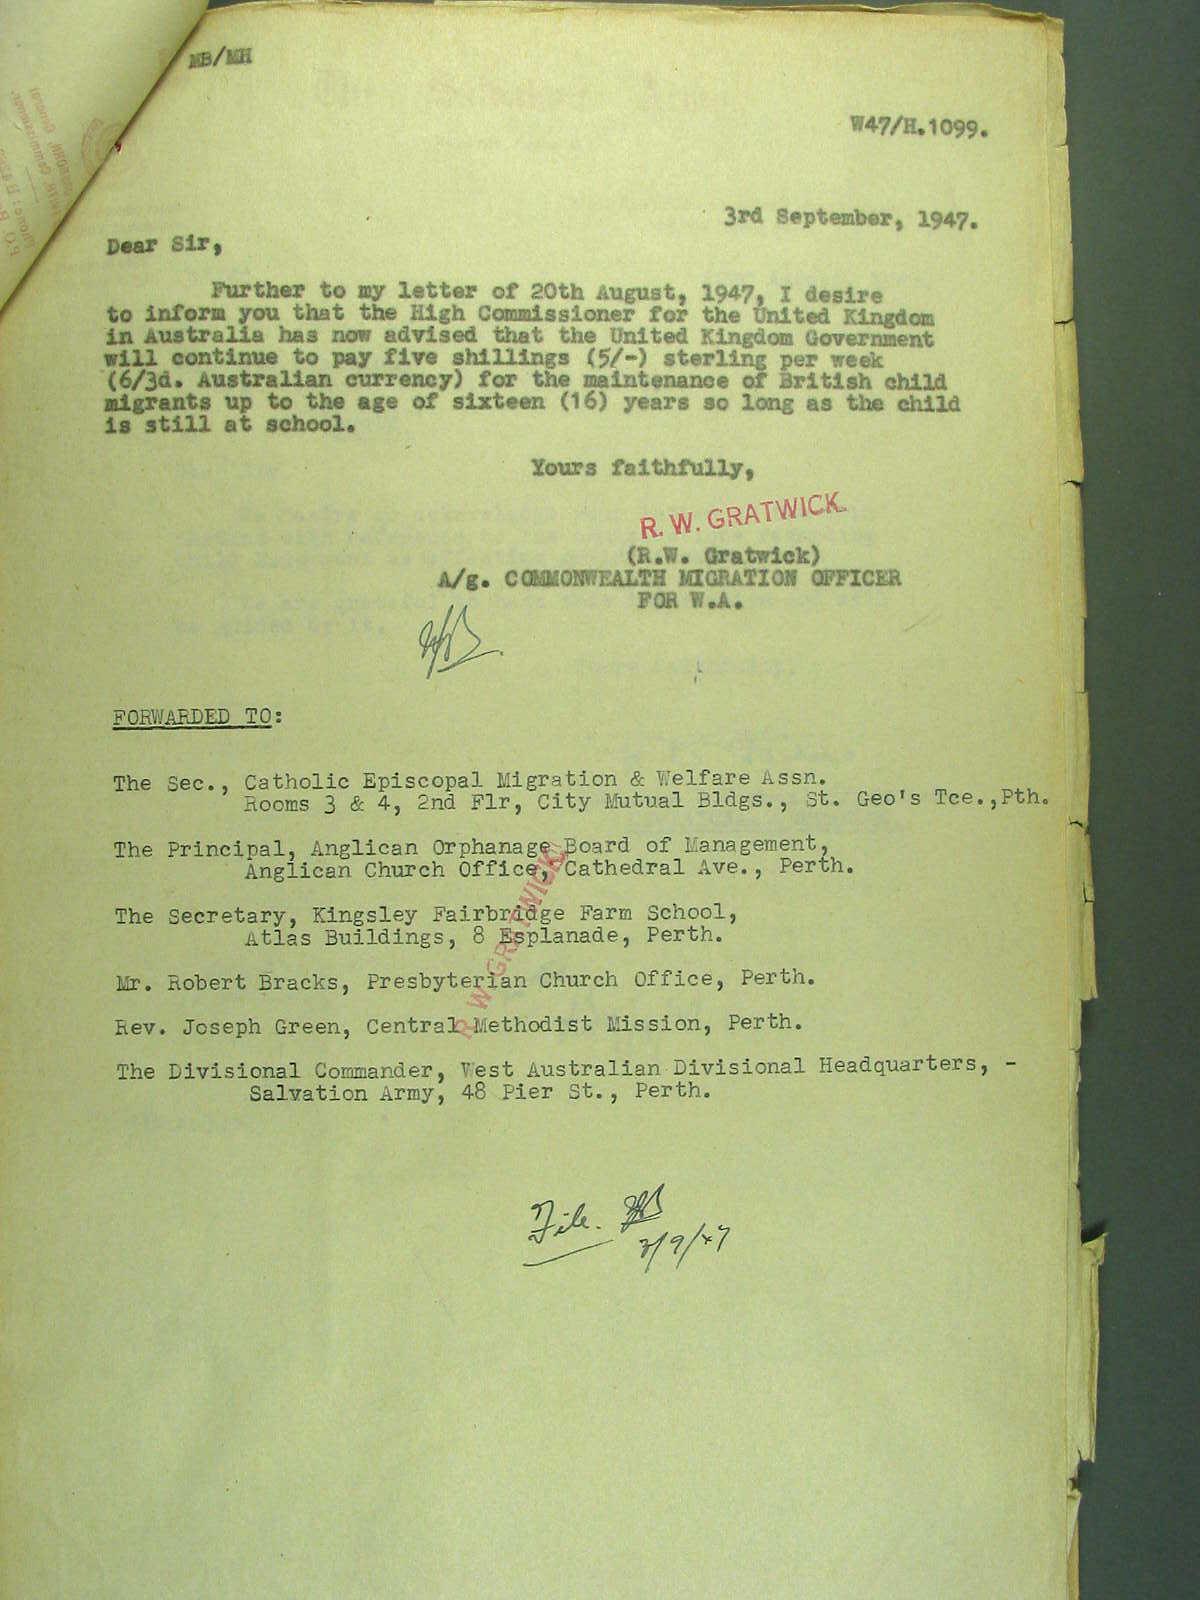 MB/MH
W47/H.1099.
3rd September, 1947.
Dear Sir,
Further to my letter of 20th August, 1947, I desire
to inform you that the High Commissioner for the United Kingdom
in Australia has now advised that the United Kingdom Government
will continue to pay five shillings (5/-) sterling per week
(6/3d. Australian currency) for the maintenance of British child
migrants up to the age of sixteen (16) years so long as the child
is still at school.
Yours faithfully,
R. W. GRATWICK.
(R.W. Gratwick)
A/g. COMMONWEALTH MIGRATION OFFICER
FOR W.A.
FORWARDED TO:
The Sec., Catholic Episcopal Migration & Welfare Assn.
Rooms 3 & 4, 2nd Flr, City Mutual Bldgs., St. Geo's Tce.,Pth.
The Principal, Anglican Orphanage Board of Management,
Anglican Church Office, Cathedral Ave., Perth.
The Secretary, Kingsley Fairbridge Farm School,
Atlas Buildings, 8 Esplanade, Perth.
R. W. GRATWICK.
Mr. Robert Bracks, Presbyterian Church Office, Perth.
Rev. Joseph Green, Central Methodist Mission, Perth.
The Divisional Commander, West Australian Divisional Headquarters, -
Salvation Army, 48 Pier St., Perth.
File.
3/9/47